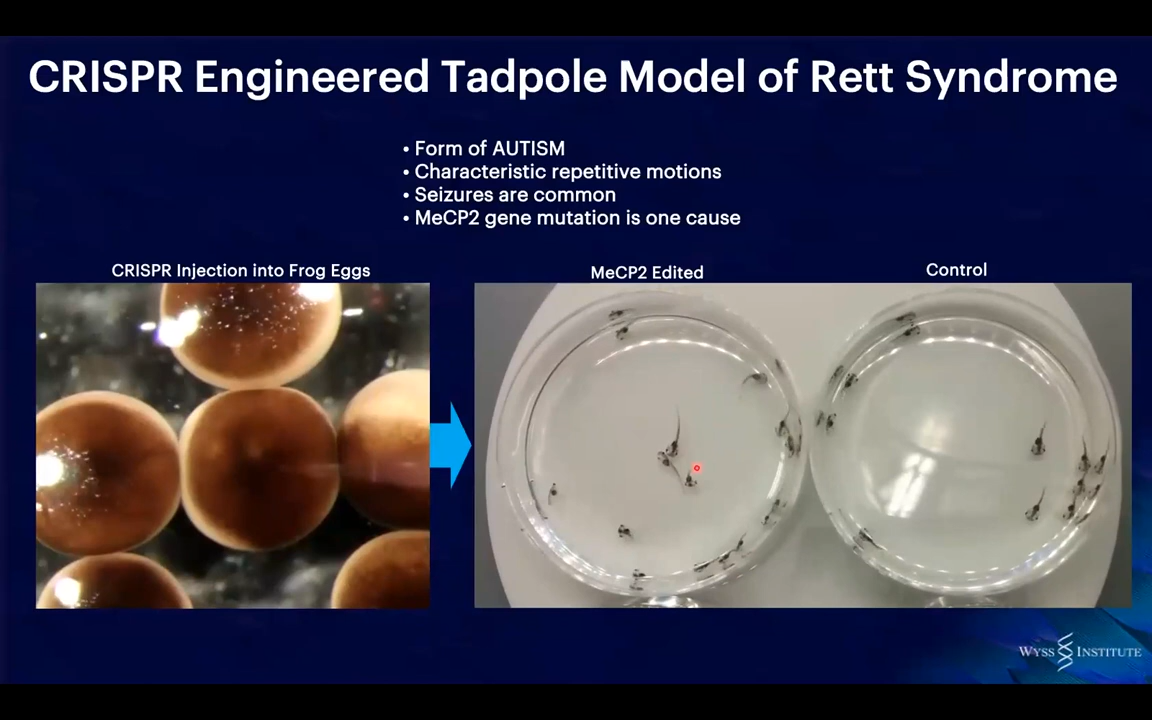 CRISPR Engineered Tadpole Model of Rett Syndrome
• Form of AUTISM
• Characteristic repetitive motions
• Seizures are common
• MeCP2 gene mutation is one cause
CRISPR Injection into Frog Eggs
MeCP2 Edited
Control
WYSS INSTITUTE